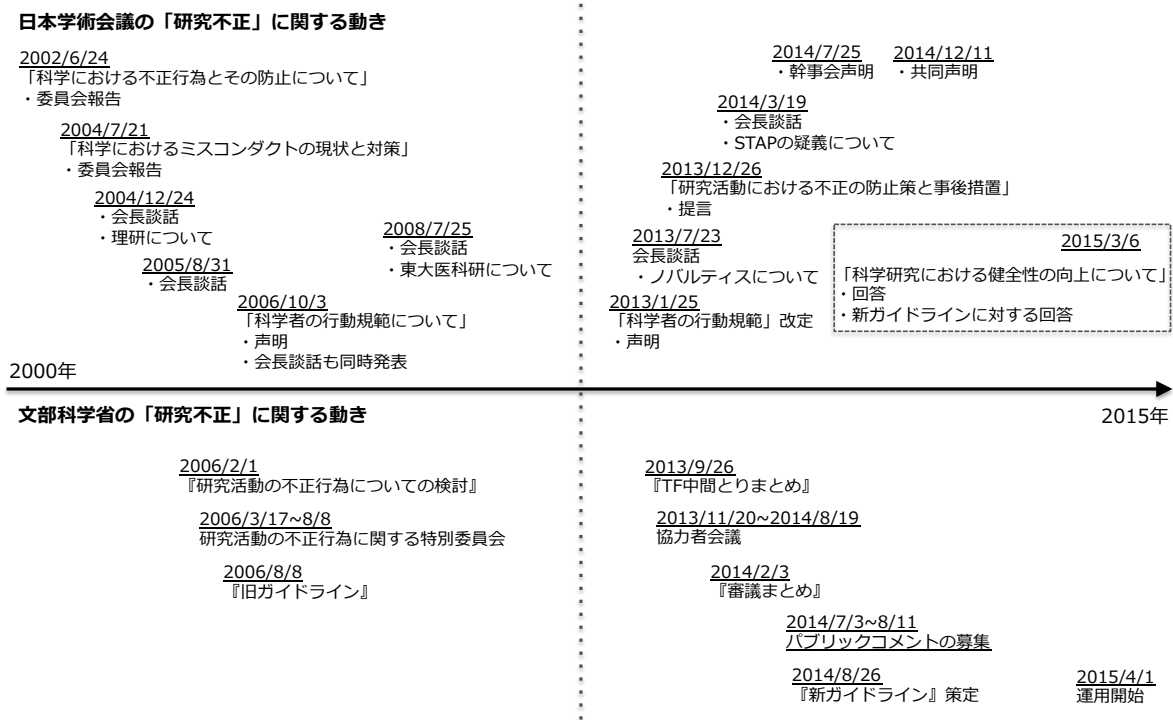 日本学術会議の「研究不正」に関する動き
2002/6/24
「科学における不正行為とその防止について」
・委員会報告
2004/7/21
「科学におけるミスコンダクトの現状と対策」
・委員会報告
2004/12/24
・会長談話
・理研について
2005/8/31
・会長談話
2006/10/3
「科学者の行動規範について」
・声明
・会長談話も同時発表
2008/7/25
・会長談話
・東大医科研について
2014/7/25
・幹事会声明
2014/12/11
・共同声明
2014/3/19
・会長談話
・STAPの疑義について
2013/12/26
「研究活動における不正の防止策と事後措置」
・提言
2013/7/23
会長談話
・ノバルティスについて
2013/1/25
「科学者の行動規範」改定
・声明
2015/3/6
「科学研究における健全性の向上について」
・回答
・新ガイドラインに対する回答
2000年
2015年
文部科学省の「研究不正」に関する動き
2006/2/1
『研究活動の不正行為についての検討』
2006/3/17~8/8
研究活動の不正行為に関する特別委員会
2006/8/8
『旧ガイドライン』
2013/9/26
『TF中間とりまとめ』
2013/11/20~2014/8/19
協力者会議
2014/2/3
『審議まとめ』
2014/7/3~8/11
パブリックコメントの募集
2014/8/26
『新ガイドライン』策定
2015/4/1
運用開始